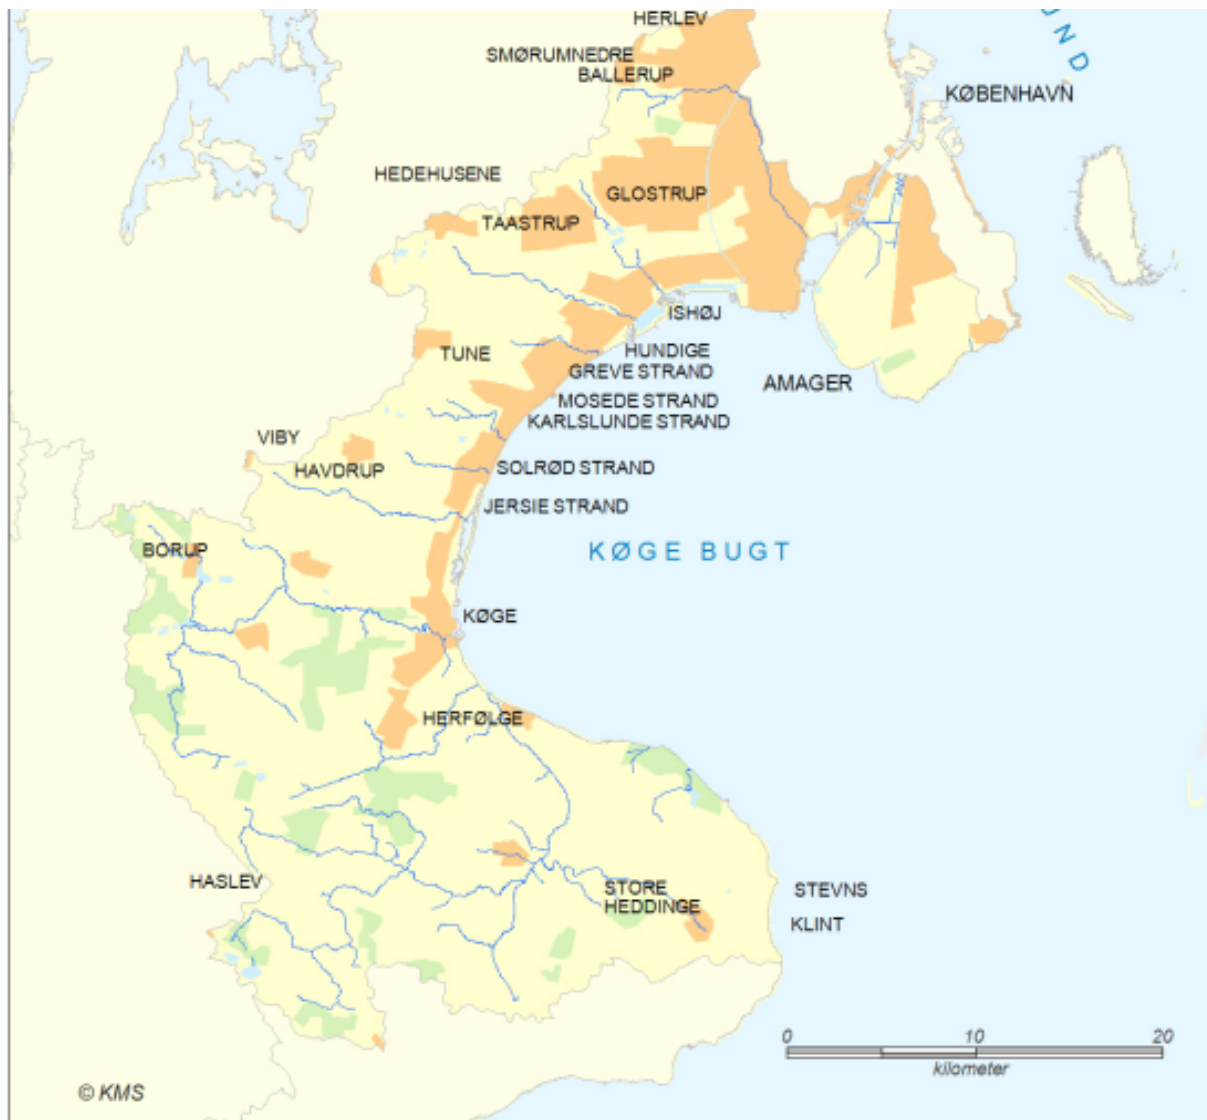 HERLEV
UND
SMØRUMNEDRE
BALLERUP
KØBENHAVN
HEDEHUSENE
GLOSTRUP
TAASTRUP
ISHØJ
TUNE
HUNDIGE
GREVE STRAND
AMAGER
MOSEDE STRAND
KARLSLUNDE STRAND
VIBY
HAVDRUP
SOLRØD STRAND
JERSIE STRAND
BORUP
KØGE BUGT
KØGE
HERFØLGE
HASLEV
STORE
HEDDINGE
STEVNS
KLINT
0 10 20
kilometer
© KMS